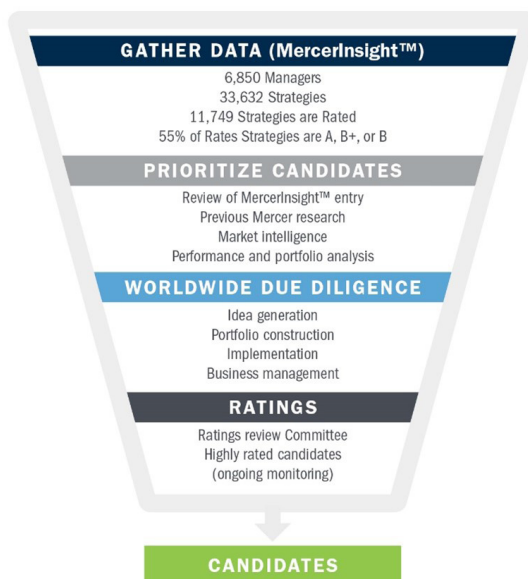 GATHER DATA (MercerInsight™)
6,850 Managers
33,632 Strategies
11,749 Strategies are Rated
55% of Rates Strategies are A, B+, or B
PRIORITIZE CANDIDATES
Review of MercerInsight™ entry
Previous Mercer research
Market intelligence
Performance and portfolio analysis
WORLDWIDE DUE DILIGENCE
Idea generation
Portfolio construction
Implementation
Business management
RATINGS
Ratings review Committee
Highly rated candidates
(ongoing monitoring)
CANDIDATES